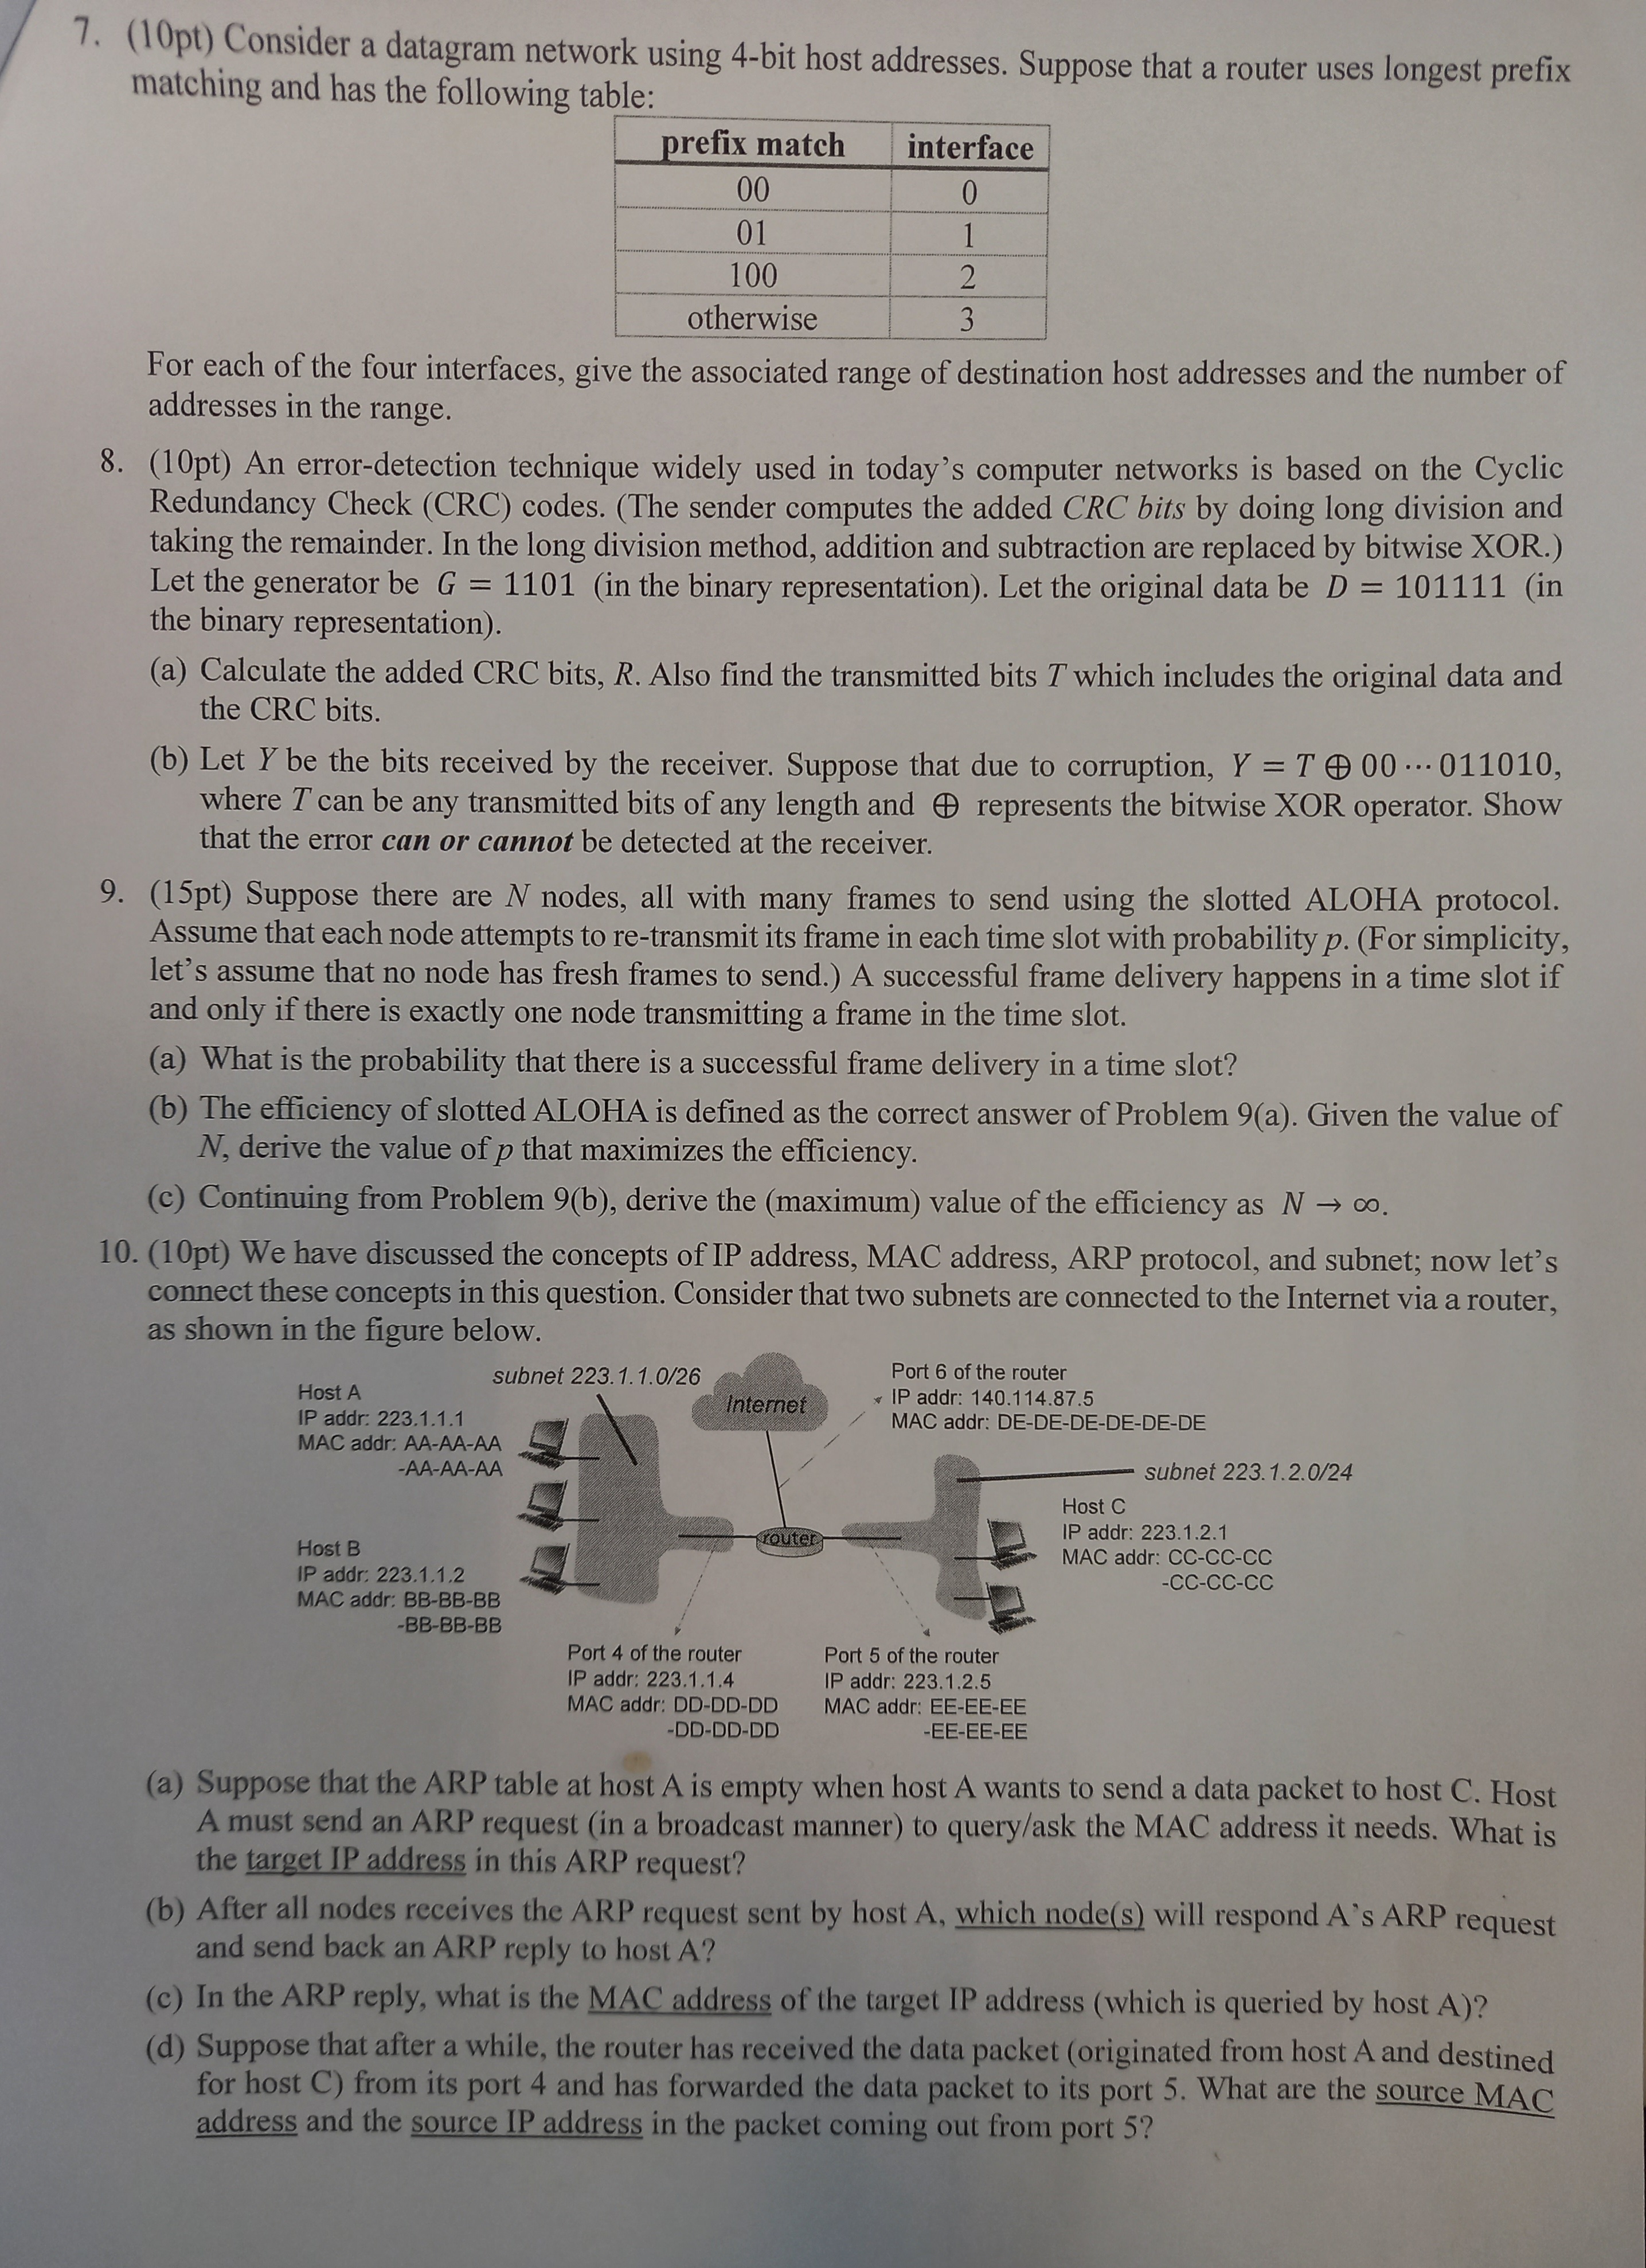 7. (10pt) Consider a datagram network using 4-bit host addresses. Suppose that a router uses longest prefix
matching and has the following table:
prefix match interface
00 0
01 1
100 2
otherwise 3
For each of the four interfaces, give the associated range of destination host addresses and the number of
addresses in the range.
8. (10pt) An error-detection technique widely used in today's computer networks is based on the Cyclic
Redundancy Check (CRC) codes. (The sender computes the added CRC bits by doing long division and
taking the remainder. In the long division method, addition and subtraction are replaced by bitwise XOR.)
Let the generator be G = 1101 (in the binary representation). Let the original data be D = 101111 (in
the binary representation).
(a) Calculate the added CRC bits, R. Also find the transmitted bits T which includes the original data and
the CRC bits.
(b) Let Y be the bits received by the receiver. Suppose that due to corruption, Y = T ⊕ 00 ⋯ 011010,
where T can be any transmitted bits of any length and ⊕ represents the bitwise XOR operator. Show
that the error can or cannot be detected at the receiver.
9. (15pt) Suppose there are N nodes, all with many frames to send using the slotted ALOHA protocol.
Assume that each node attempts to re-transmit its frame in each time slot with probability p. (For simplicity,
let's assume that no node has fresh frames to send.) A successful frame delivery happens in a time slot if
and only if there is exactly one node transmitting a frame in the time slot.
(a) What is the probability that there is a successful frame delivery in a time slot?
(b) The efficiency of slotted ALOHA is defined as the correct answer of Problem 9(a). Given the value of
N, derive the value of p that maximizes the efficiency.
(c) Continuing from Problem 9(b), derive the (maximum) value of the efficiency as N → ∞.
10. (10pt) We have discussed the concepts of IP address, MAC address, ARP protocol, and subnet; now let's
connect these concepts in this question. Consider that two subnets are connected to the Internet via a router,
as shown in the figure below.
subnet 223.1.1.0/26
Host A
IP addr: 223.1.1.1
MAC addr: AA-AA-AA
-AA-AA-AA
Internet
Port 6 of the router
IP addr: 140.114.87.5
MAC addr: DE-DE-DE-DE-DE-DE
subnet 223.1.2.0/24
router
Host C
IP addr: 223.1.2.1
MAC addr: CC-CC-CC
-CC-CC-CC
Host B
IP addr: 223.1.1.2
MAC addr: BB-BB-BB
-BB-BB-BB
Port 4 of the router
IP addr: 223.1.1.4
MAC addr: DD-DD-DD
-DD-DD-DD
Port 5 of the router
IP addr: 223.1.2.5
MAC addr: EE-EE-EE
-EE-EE-EE
(a) Suppose that the ARP table at host A is empty when host A wants to send a data packet to host C. Host
A must send an ARP request (in a broadcast manner) to query/ask the MAC address it needs. What is
the target IP address in this ARP request?
(b) After all nodes receives the ARP request sent by host A, which node(s) will respond A's ARP request
and send back an ARP reply to host A?
(c) In the ARP reply, what is the MAC address of the target IP address (which is queried by host A)?
(d) Suppose that after a while, the router has received the data packet (originated from host A and destined
for host C) from its port 4 and has forwarded the data packet to its port 5. What are the source MAC
address and the source IP address in the packet coming out from port 5?